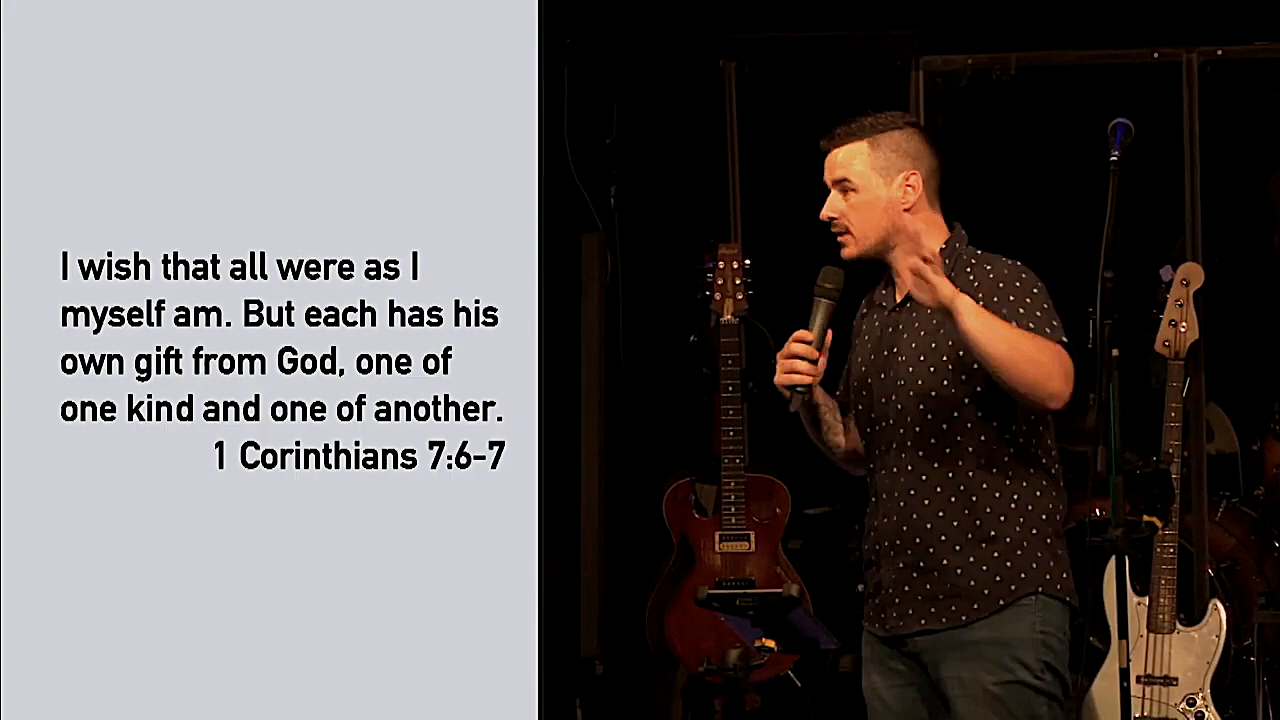 I wish that all were as I
myself am. But each has his
own gift from God, one of
one kind and one of another.
1 Corinthians 7:6-7